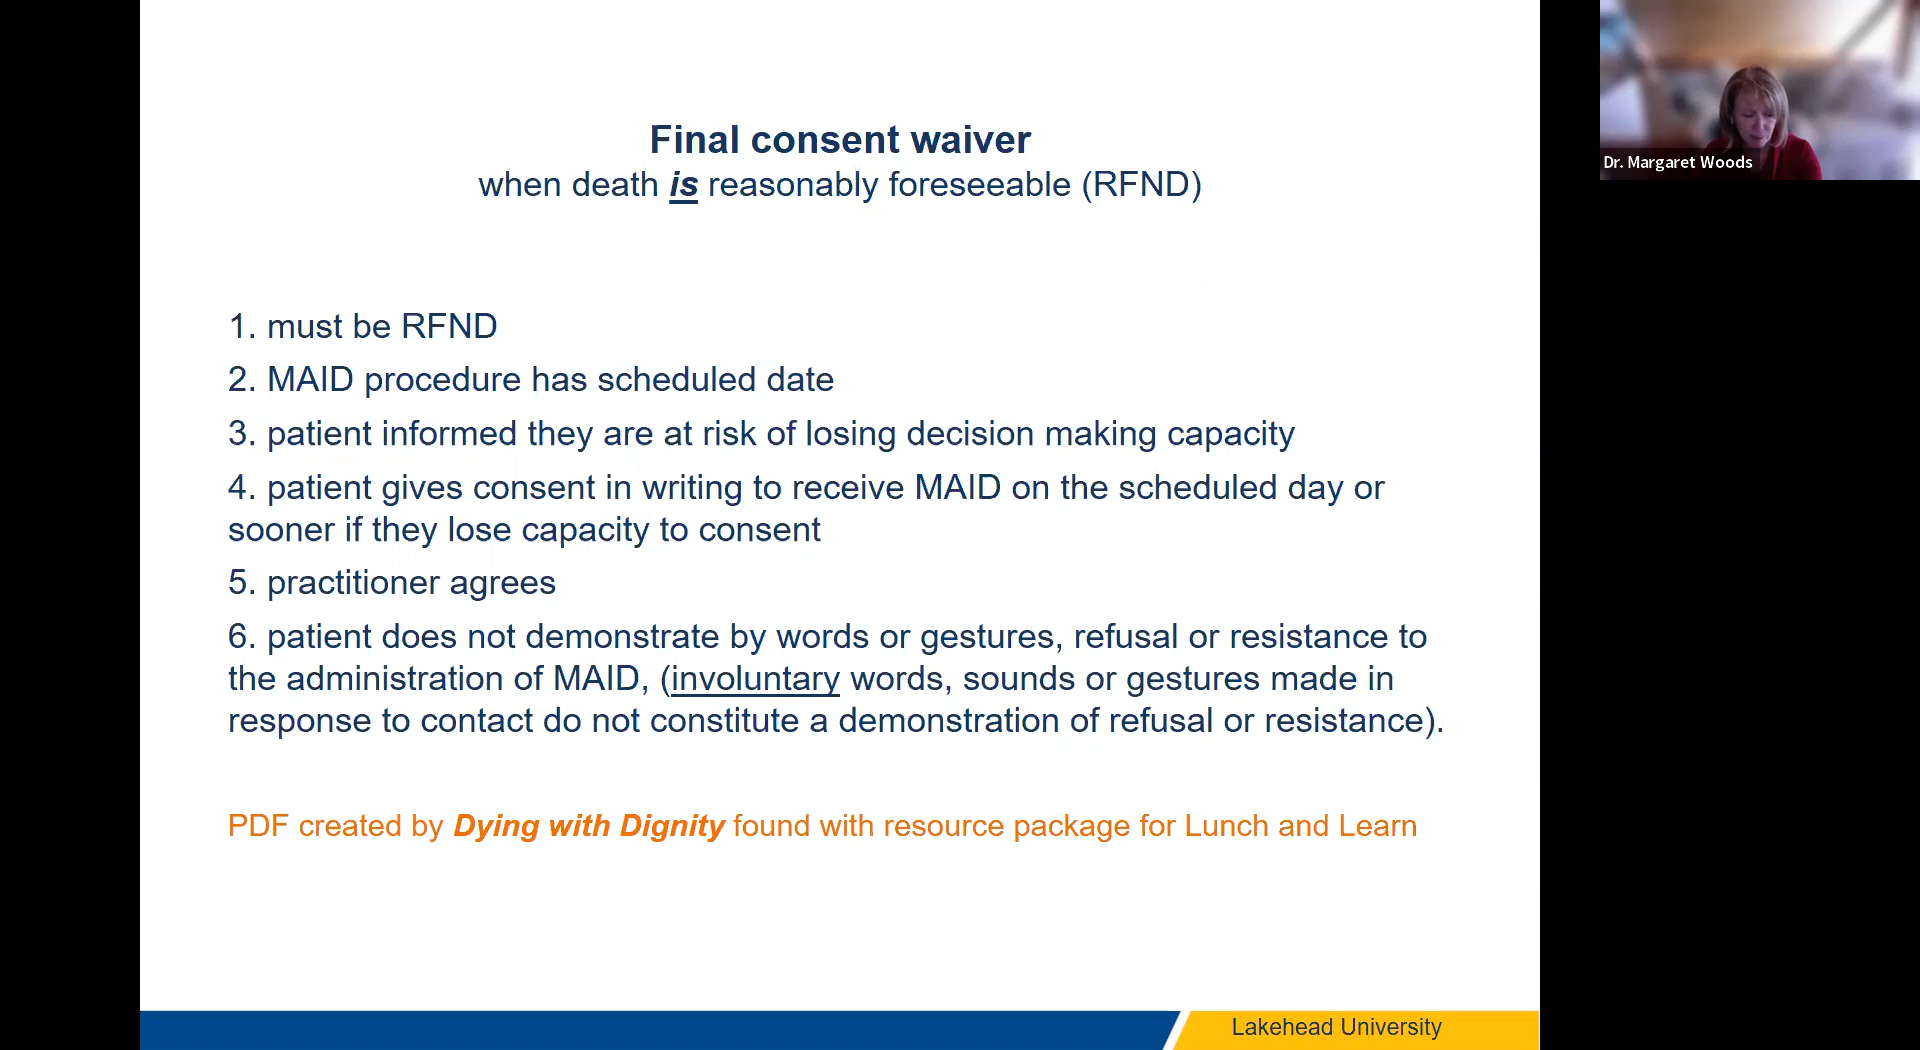 Final consent waiver
when death is reasonably foreseeable (RFND)
1. must be RFND
2. MAID procedure has scheduled date
3. patient informed they are at risk of losing decision making capacity
4. patient gives consent in writing to receive MAID on the scheduled day or
sooner if they lose capacity to consent
5. practitioner agrees
6. patient does not demonstrate by words or gestures, refusal or resistance to
the administration of MAID, (involuntary words, sounds or gestures made in
response to contact do not constitute a demonstration of refusal or resistance).
PDF created by Dying with Dignity found with resource package for Lunch and Learn
Lakehead University
Dr. Margaret Woods